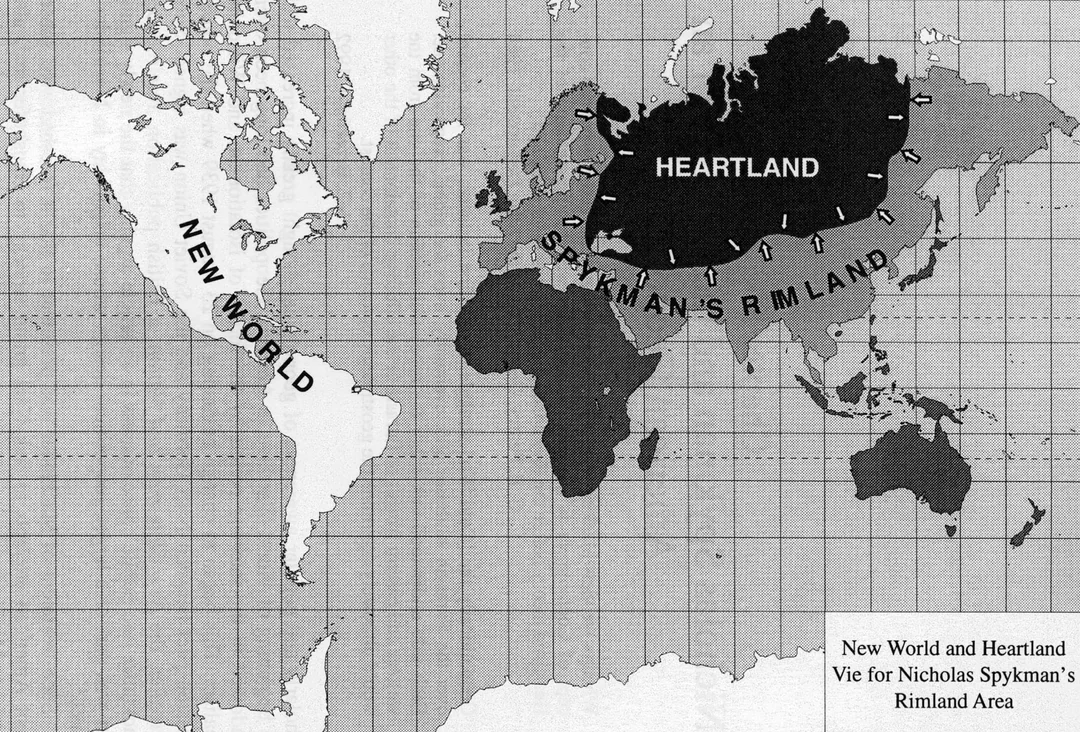 HEARTLAND
NEW WORLD
SPYKMAN'S RIMLAND
New World and Heartland
Vie for Nicholas Spykman's
Rimland Area